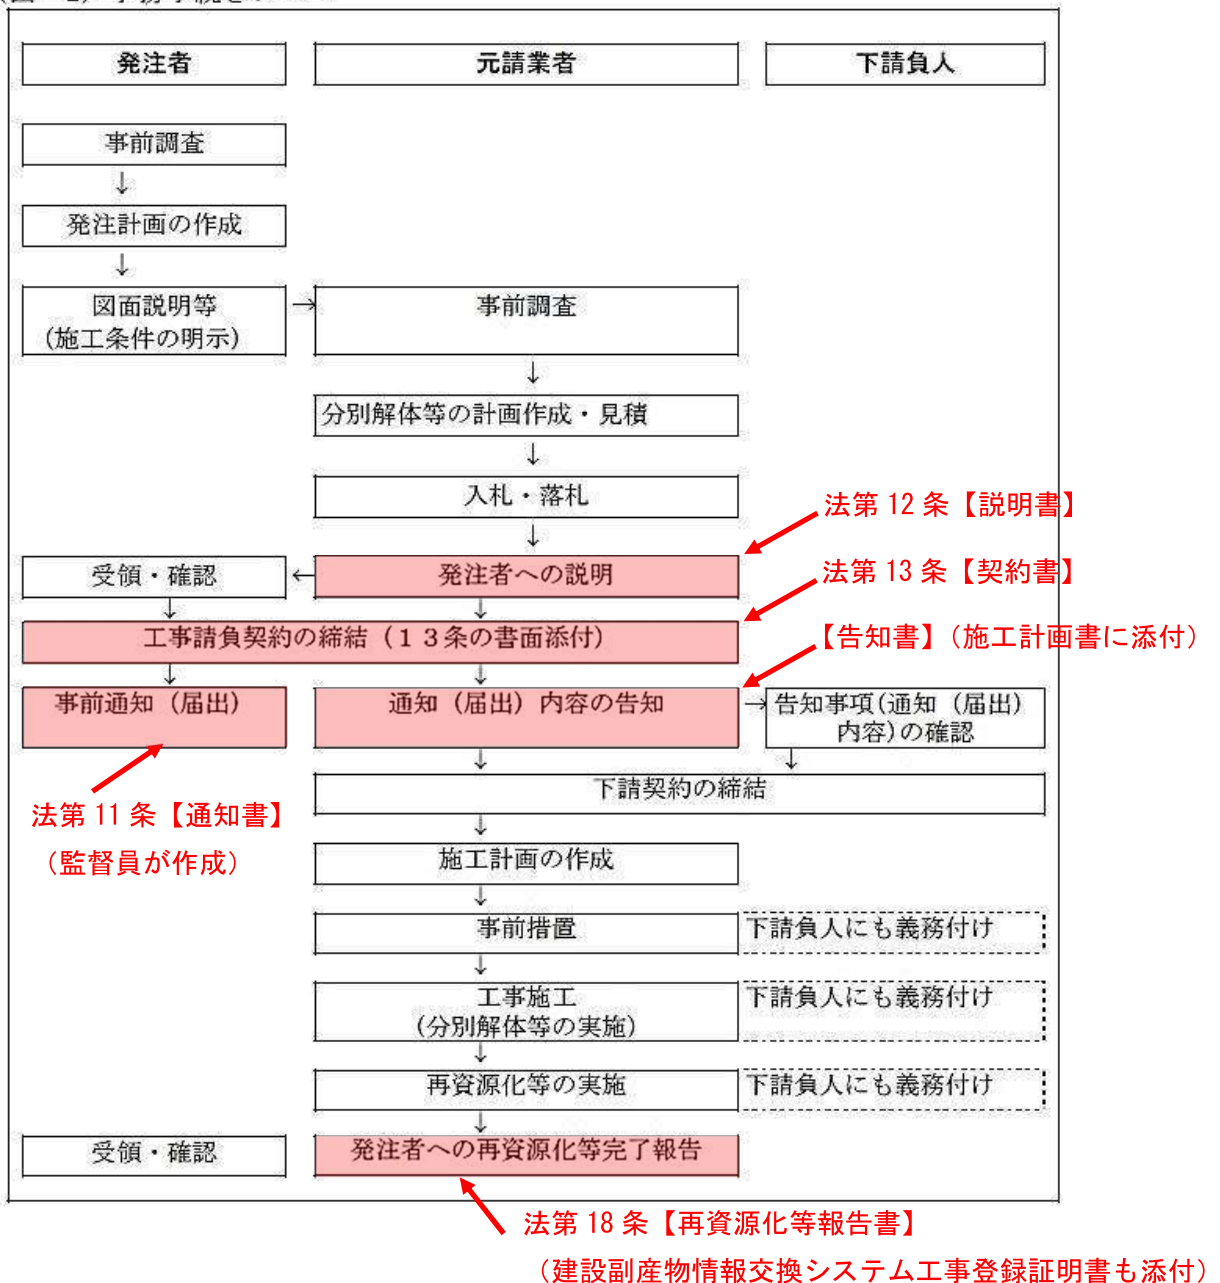 発注者
元請業者
下請負人
事前調査
↓
発注計画の作成
↓
図面説明等
(施工条件の明示)
→
事前調査
↓
分別解体等の計画作成・見積
↓
入札・落札
↓
法第12条【説明書】
受領・確認
←
発注者への説明
法第13条【契約書】
↓
↓
工事請負契約の締結(13条の書面添付)
【告知書】(施工計画書に添付)
↓
↓
事前通知(届出)
通知(届出)内容の告知
→
告知事項(通知(届出)
内容)の確認
↓
↓
法第11条【通知書】
(監督員が作成)
下請契約の締結
↓
施工計画の作成
↓
事前措置
下請負人にも義務付け
↓
工事施工
(分別解体等の実施)
下請負人にも義務付け
↓
再資源化等の実施
下請負人にも義務付け
↓
受領・確認
発注者への再資源化等完了報告
法第18条【再資源化等報告書】
(建設副産物情報交換システム工事登録証明書も添付)